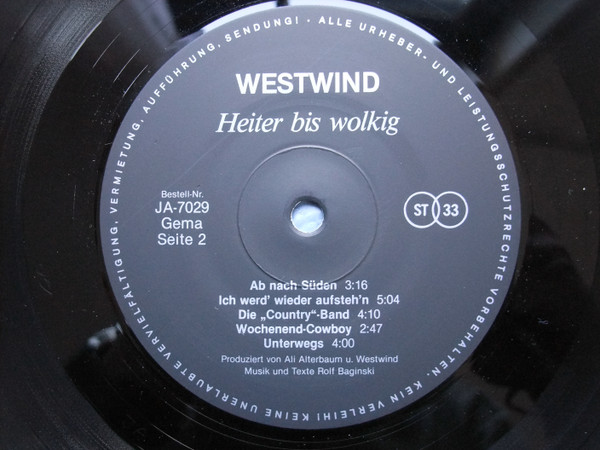 KEINE UNERLAUBTE VERVIELFÄLTIGUNG, VERMIETUNG, AUFFÜHRUNG, SENDUNG! - ALLE URHEBER- UND LEISTUNGSSCHUTZRECHTE VORBEHALTEN. KEIN VERLEIH!
WESTWIND
Heiter bis wolkig
Bestell-Nr.
JA-7029
Gema
Seite 2
ST 33
Ab nach Süden 3:16
Ich werd' wieder aufsteh'n 5:04
Die „Country"-Band 4:10
Wochenend-Cowboy 2:47
Unterwegs 4:00
Produziert von Ali Alterbaum u. Westwind
Musik und Texte Rolf Baginski